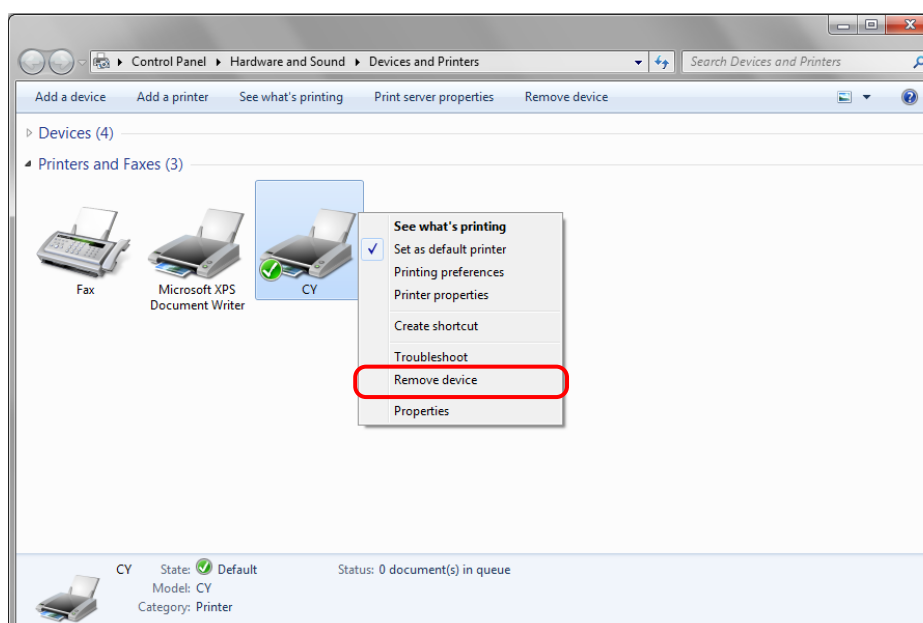 Control Panel Hardware and Sound Devices and Printers Search Devices and Printers
Add a device Add a printer See what's printing Print server properties Remove device
Devices (4)
Printers and Faxes (3)
Fax
Microsoft XPS
Document Writer
CY
See what's printing
Set as default printer
Printing preferences
Printer properties
Create shortcut
Troubleshoot
Remove device
Properties
CY State: Default Status: 0 document(s) in queue
Model: CY
Category: Printer